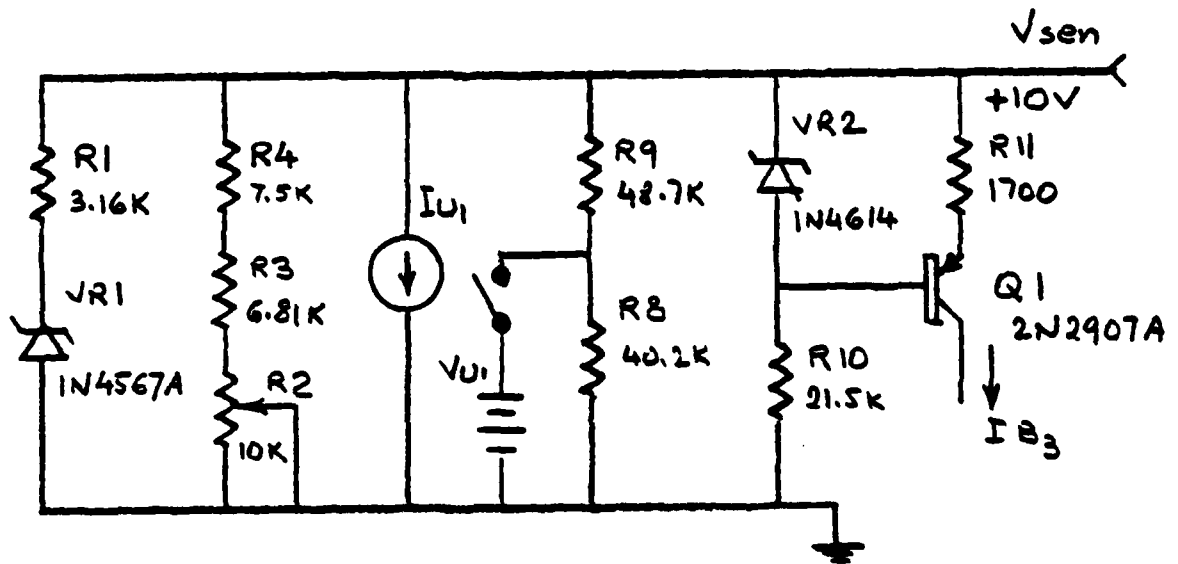 Vsen
+10V
R1
3.16K
VR1
1N4567A
R4
7.5K
R3
6.81K
R2
10K
IU1
VU1
R9
48.7K
R8
40.2K
VR2
1N4614
R10
21.5K
R11
1700
Q1
2N2907A
IB3